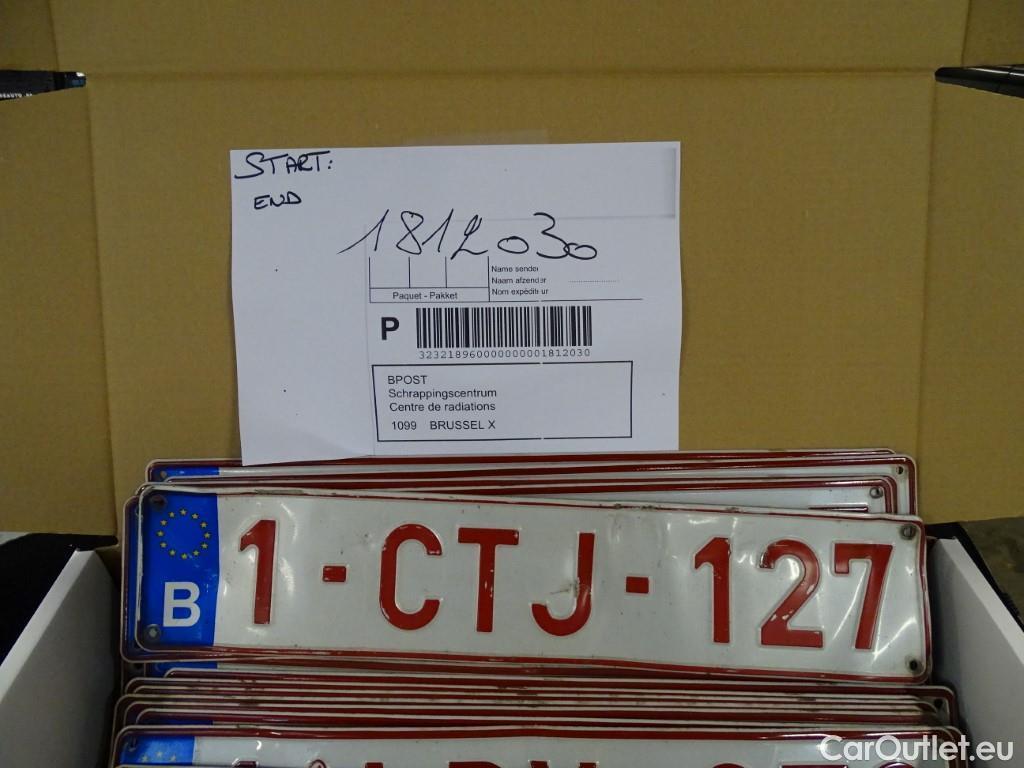 START:
END
1812030
Name sender
Naam afzender
Nom expéditeur
Paquet - Pakket
P
323218960000000001812030
BPOST
Schrappingscentrum
Centre de radiations
1099 BRUSSEL X
B
1-CTJ-127
CarOutlet.eu